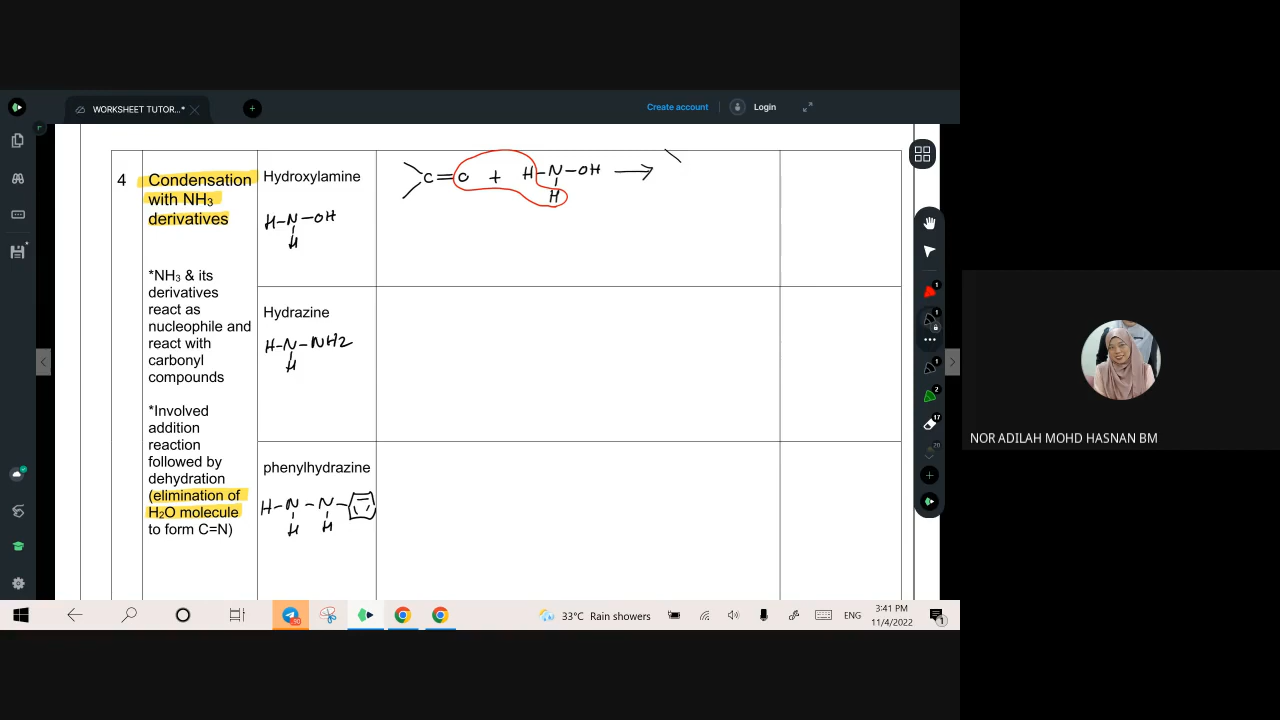 WORKSHEET TUTOR...*
Create account
Login
4
Condensation
with NH₃
derivatives
*NH₃ & its
derivatives
react as
nucleophile and
react with
carbonyl
compounds
*Involved
addition
reaction
followed by
dehydration
(elimination of
H₂O molecule
to form C=N)
Hydroxylamine
H-N-OH
H
C=O + H-N-OH →
H
Hydrazine
H-N-NH2
H
phenylhydrazine
H-N-N-
H H
NOR ADILAH MOHD HASNAN BM
33°C Rain showers
ENG
3:41 PM
11/4/2022